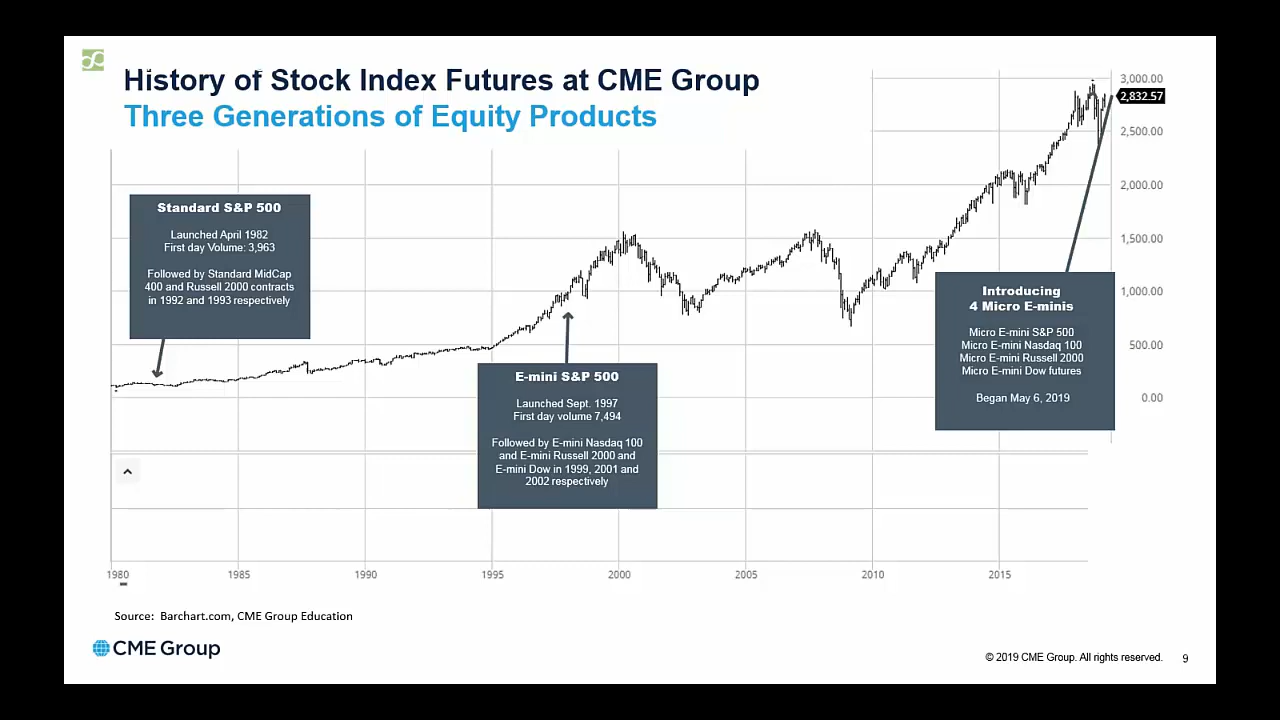 History of Stock Index Futures at CME Group
Three Generations of Equity Products
3,000.00
2,832.57
2,500.00
2,000.00
1,500.00
1,000.00
500.00
0.00
Standard S&P 500
Launched April 1982
First day Volume: 3,963
Followed by Standard MidCap
400 and Russell 2000 contracts
in 1992 and 1993 respectively
E-mini S&P 500
Launched Sept. 1997
First day volume 7,494
Followed by E-mini Nasdaq 100
and E-mini Russell 2000 and
E-mini Dow in 1999, 2001 and
2002 respectively
Introducing
4 Micro E-minis
Micro E-mini S&P 500
Micro E-mini Nasdaq 100
Micro E-mini Russell 2000
Micro E-mini Dow futures
Began May 6, 2019
1980 1985 1990 1995 2000 2005 2010 2015
Source: Barchart.com, CME Group Education
CME Group
© 2019 CME Group. All rights reserved. 9